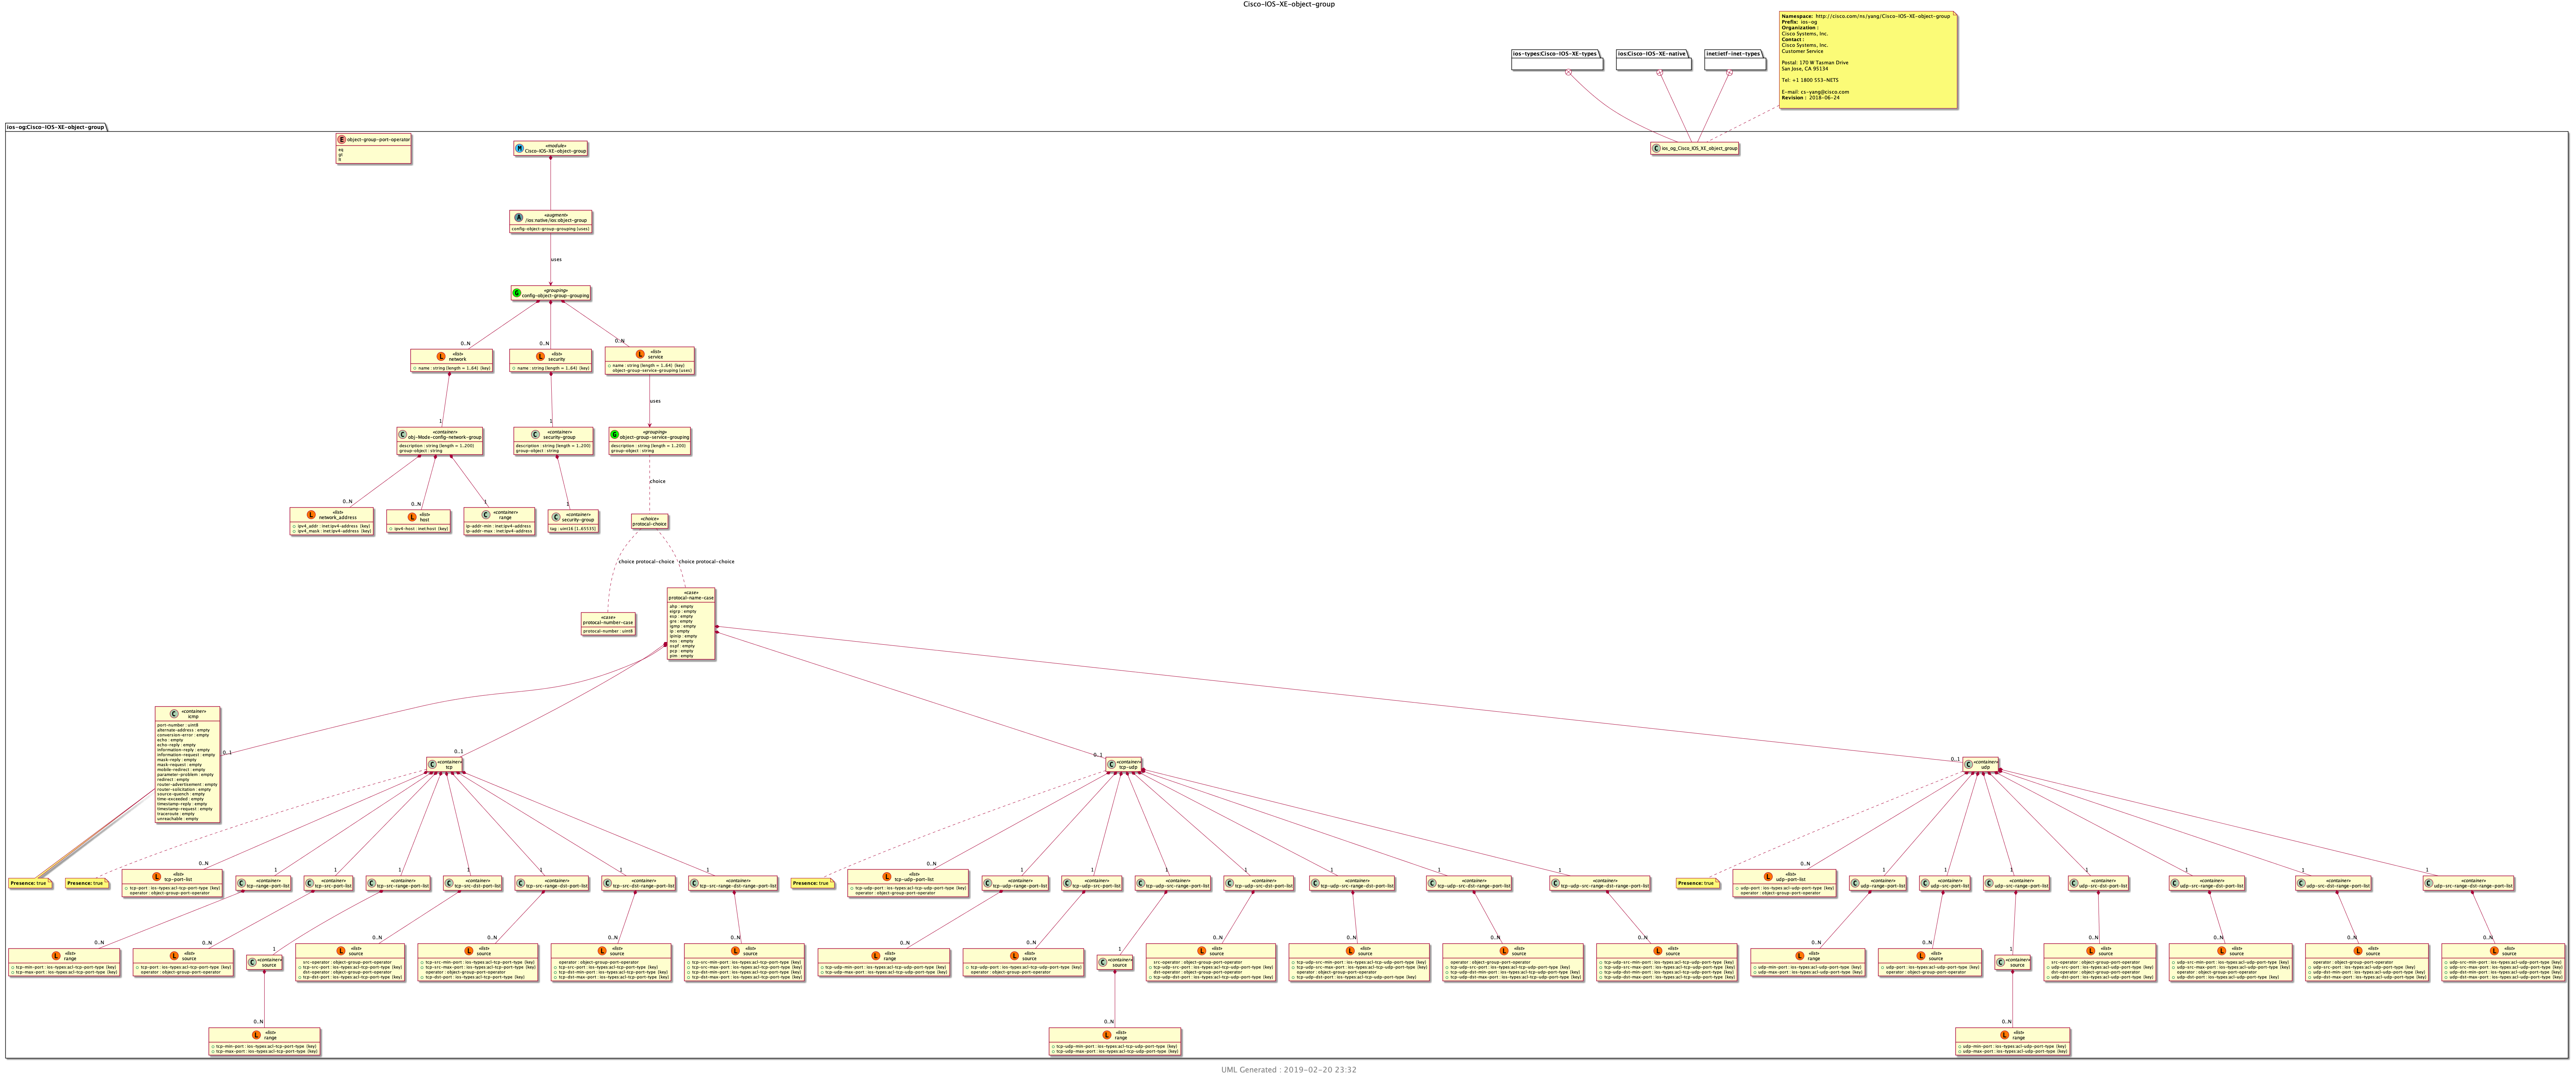 Cisco-IOS-XE-object-group
Namespace: http://cisco.com/ns/yang/Cisco-IOS-XE-object-group
Prefix: ios-og
Organization :
Cisco Systems, Inc.
Contact :
Cisco Systems, Inc.
Customer Service
Postal: 170 W Tasman Drive
San Jose, CA 95134
Tel: +1 1800 553-NETS
E-mail: cs-yang@cisco.com
Revision : 2018-06-24
ios-types:Cisco-IOS-XE-types
ios:Cisco-IOS-XE-native
inet:ietf-inet-types
ios-og:Cisco-IOS-XE-object-group
E object-group-port-operator
eq
gt
lt
M «module»
Cisco-IOS-XE-object-group
C ios_og_Cisco_IOS_XE_object_group
A «augment»
/ios:native/ios:object-group
config-object-group-grouping (uses)
uses
G «grouping»
config-object-group-grouping
0..N
0..N
0..N
L «list»
network
name : string {length = 1..64} {key}
L «list»
security
name : string {length = 1..64} {key}
L «list»
service
name : string {length = 1..64} {key}
object-group-service-grouping (uses)
uses
1
1
C «container»
obj-Mode-config-network-group
description : string {length = 1..200}
group-object : string
C «container»
security-group
description : string {length = 1..200}
group-object : string
G «grouping»
object-group-service-grouping
description : string {length = 1..200}
group-object : string
choice
0..N
0..N
1
1
L «list»
network_address
ipv4_addr : inet:ipv4-address {key}
ipv4_mask : inet:ipv4-address {key}
L «list»
host
ipv4-host : inet:host {key}
C «container»
range
ip-addr-min : inet:ipv4-address
ip-addr-max : inet:ipv4-address
C «container»
security-group
tag : uint16 [1..65535]
«choice»
protocal-choice
choice protocal-choice
choice protocal-choice
«case»
protocal-number-case
protocal-number : uint8
«case»
protocal-name-case
ahp : empty
eigrp : empty
esp : empty
gre : empty
igmp : empty
ip : empty
ipinip : empty
nos : empty
ospf : empty
pcp : empty
pim : empty
C «container»
icmp
port-number : uint8
alternate-address : empty
conversion-error : empty
echo : empty
echo-reply : empty
information-reply : empty
information-request : empty
mask-reply : empty
mask-request : empty
mobile-redirect : empty
parameter-problem : empty
redirect : empty
router-advertisement : empty
router-solicitation : empty
source-quench : empty
time-exceeded : empty
timestamp-reply : empty
timestamp-request : empty
traceroute : empty
unreachable : empty
0..1
0..1
0..1
0..1
C «container»
tcp
C «container»
tcp-udp
C «container»
udp
Presence: true
Presence: true
L «list»
tcp-port-list
tcp-port : ios-types:acl-tcp-port-type {key}
operator : object-group-port-operator
C «container»
tcp-range-port-list
C «container»
tcp-src-port-list
C «container»
tcp-src-range-port-list
C «container»
tcp-src-dst-port-list
C «container»
tcp-src-range-dst-port-list
C «container»
tcp-src-dst-range-port-list
C «container»
tcp-src-range-dst-range-port-list
Presence: true
L «list»
tcp-udp-port-list
tcp-udp-port : ios-types:acl-tcp-udp-port-type {key}
operator : object-group-port-operator
C «container»
tcp-udp-range-port-list
C «container»
tcp-udp-src-port-list
C «container»
tcp-udp-src-range-port-list
C «container»
tcp-udp-src-dst-port-list
C «container»
tcp-udp-src-range-dst-port-list
C «container»
tcp-udp-src-dst-range-port-list
C «container»
tcp-udp-src-range-dst-range-port-list
Presence: true
L «list»
udp-port-list
udp-port : ios-types:acl-udp-port-type {key}
operator : object-group-port-operator
C «container»
udp-range-port-list
C «container»
udp-src-port-list
C «container»
udp-src-range-port-list
C «container»
udp-src-dst-port-list
C «container»
udp-src-range-dst-port-list
C «container»
udp-src-dst-range-port-list
C «container»
udp-src-range-dst-range-port-list
L «list»
range
tcp-min-port : ios-types:acl-tcp-port-type {key}
tcp-max-port : ios-types:acl-tcp-port-type {key}
L «list»
source
tcp-port : ios-types:acl-tcp-port-type {key}
operator : object-group-port-operator
C «container»
source
L «list»
source
src-operator : object-group-port-operator
tcp-src-port : ios-types:acl-tcp-port-type {key}
dst-operator : object-group-port-operator
tcp-dst-port : ios-types:acl-tcp-port-type {key}
L «list»
source
tcp-src-min-port : ios-types:acl-tcp-port-type {key}
tcp-src-max-port : ios-types:acl-tcp-port-type {key}
operator : object-group-port-operator
tcp-dst-port : ios-types:acl-tcp-port-type {key}
L «list»
source
operator : object-group-port-operator
tcp-src-port : ios-types:acl-tcp-port-type {key}
tcp-dst-min-port : ios-types:acl-tcp-port-type {key}
tcp-dst-max-port : ios-types:acl-tcp-port-type {key}
L «list»
source
tcp-src-min-port : ios-types:acl-tcp-port-type {key}
tcp-src-max-port : ios-types:acl-tcp-port-type {key}
tcp-dst-min-port : ios-types:acl-tcp-port-type {key}
tcp-dst-max-port : ios-types:acl-tcp-port-type {key}
L «list»
range
tcp-udp-min-port : ios-types:acl-tcp-udp-port-type {key}
tcp-udp-max-port : ios-types:acl-tcp-udp-port-type {key}
L «list»
source
tcp-udp-port : ios-types:acl-tcp-udp-port-type {key}
operator : object-group-port-operator
C «container»
source
L «list»
source
src-operator : object-group-port-operator
tcp-udp-src-port : ios-types:acl-tcp-udp-port-type {key}
dst-operator : object-group-port-operator
tcp-udp-dst-port : ios-types:acl-tcp-udp-port-type {key}
L «list»
source
tcp-udp-src-min-port : ios-types:acl-tcp-udp-port-type {key}
tcp-udp-src-max-port : ios-types:acl-tcp-udp-port-type {key}
operator : object-group-port-operator
tcp-udp-dst-port : ios-types:acl-tcp-udp-port-type {key}
L «list»
source
operator : object-group-port-operator
tcp-udp-src-port : ios-types:acl-tcp-udp-port-type {key}
tcp-udp-dst-min-port : ios-types:acl-tcp-udp-port-type {key}
tcp-udp-dst-max-port : ios-types:acl-tcp-udp-port-type {key}
L «list»
source
tcp-udp-src-min-port : ios-types:acl-tcp-udp-port-type {key}
tcp-udp-src-max-port : ios-types:acl-tcp-udp-port-type {key}
tcp-udp-dst-min-port : ios-types:acl-tcp-udp-port-type {key}
tcp-udp-dst-max-port : ios-types:acl-tcp-udp-port-type {key}
L «list»
range
udp-min-port : ios-types:acl-udp-port-type {key}
udp-max-port : ios-types:acl-udp-port-type {key}
L «list»
source
udp-port : ios-types:acl-udp-port-type {key}
operator : object-group-port-operator
C «container»
source
L «list»
source
src-operator : object-group-port-operator
udp-src-port : ios-types:acl-udp-port-type {key}
dst-operator : object-group-port-operator
udp-dst-port : ios-types:acl-udp-port-type {key}
L «list»
source
udp-src-min-port : ios-types:acl-udp-port-type {key}
udp-src-max-port : ios-types:acl-udp-port-type {key}
operator : object-group-port-operator
udp-dst-port : ios-types:acl-udp-port-type {key}
L «list»
source
operator : object-group-port-operator
udp-src-port : ios-types:acl-udp-port-type {key}
udp-dst-min-port : ios-types:acl-udp-port-type {key}
udp-dst-max-port : ios-types:acl-udp-port-type {key}
L «list»
source
udp-src-min-port : ios-types:acl-udp-port-type {key}
udp-src-max-port : ios-types:acl-udp-port-type {key}
udp-dst-min-port : ios-types:acl-udp-port-type {key}
udp-dst-max-port : ios-types:acl-udp-port-type {key}
0..N
0..N
0..N
L «list»
range
tcp-min-port : ios-types:acl-tcp-port-type {key}
tcp-max-port : ios-types:acl-tcp-port-type {key}
L «list»
range
tcp-udp-min-port : ios-types:acl-tcp-udp-port-type {key}
tcp-udp-max-port : ios-types:acl-tcp-udp-port-type {key}
L «list»
range
udp-min-port : ios-types:acl-udp-port-type {key}
udp-max-port : ios-types:acl-udp-port-type {key}
UML Generated : 2019-02-20 23:32